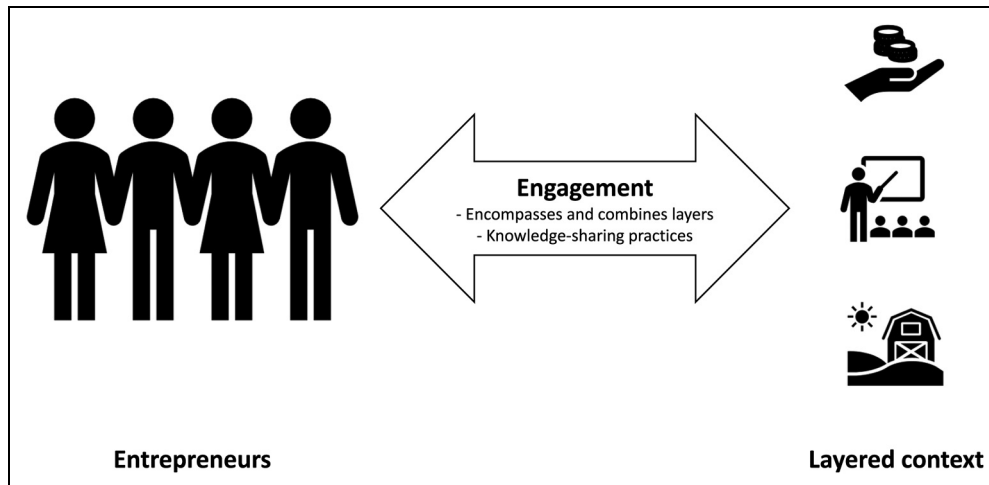 Engagement
- Encompasses and combines layers
- Knowledge-sharing practices
Entrepreneurs
Layered context